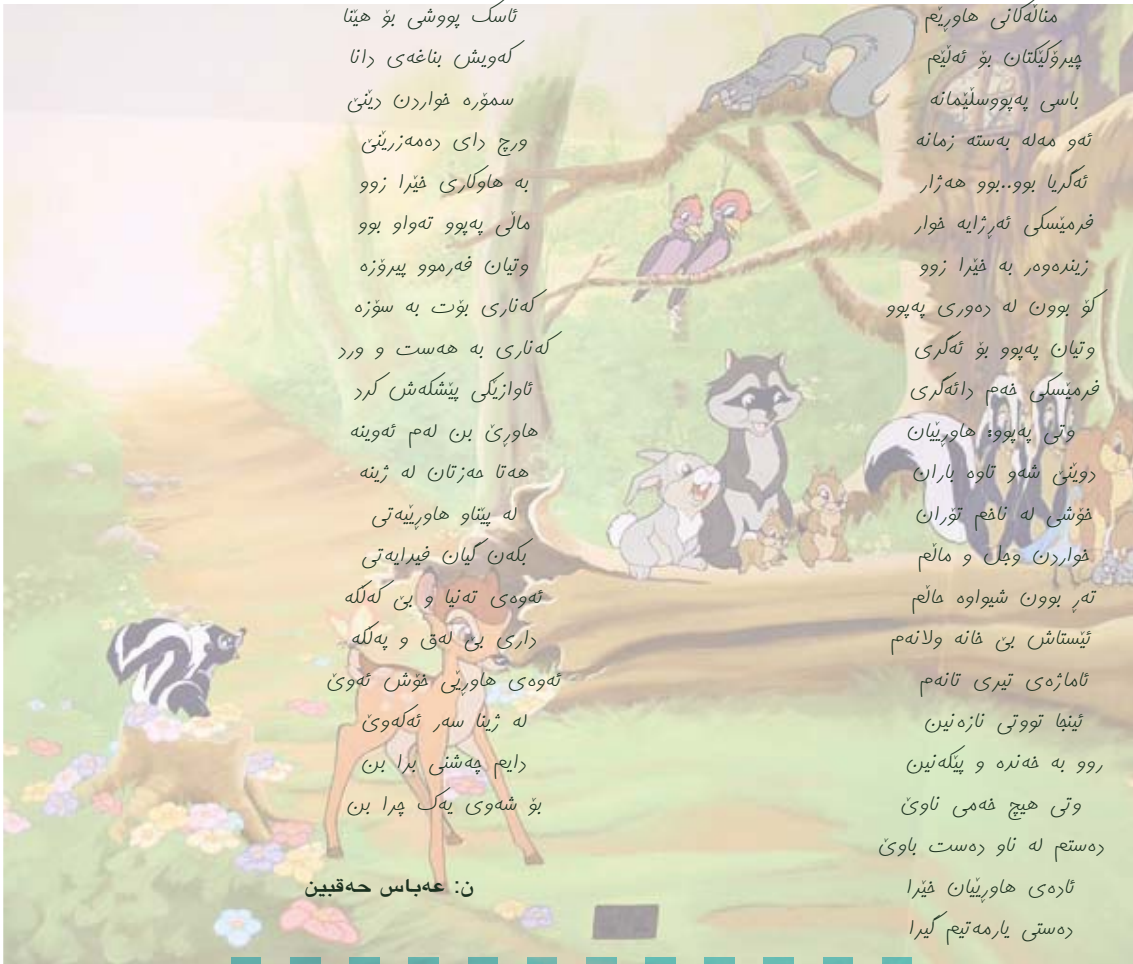 مناڵەکانی هاورێم
چیرۆکێکتان بۆ ئەڵێم
باسی پەپووسلێمانە
ئەو مەلە بەستە زمانە
ئەگریا بوو..بوو هەژار
فرمێسکی ئەڕژایە خوار
زیندەوەر بە خێرا زوو
کۆ بوون لە دەوری پەپوو
وتیان پەپوو بۆ ئەگری
فرمێسکی خەم دائەگری
وتی پەپوو: هاورێیان
دوێنێ شەو تاوە باران
خۆشی لە ناخم تۆران
خواردن وجل و ماڵم
تەڕ بوون شیواوە حاڵم
ئێستاش بێ خانە ولانەم
ئاماژەی تیری تانەم
ئینجا تووتی نازەنین
ڕوو بە خەندە و پێکەنین
وتی هیچ خەمی ناوێ
دەستم لە ناو دەست باوێ
ئادەی هاورێیان خێرا
دەستی یارمەتیم گیرا
ئاسک پووشی بۆ هێنا
کەویش بناغەی دانا
سمۆرە خواردن دێنێ
ورچ دای دەمەزرێنێ
بە هاوکاری خێرا زوو
ماڵی پەپوو تەواو بوو
وتیان فەرموو پیرۆزە
کەناری بۆت بە سۆزە
کەناری بە هەست و ورد
ئاوازێکی پێشکەش کرد
هاورێ بن لەم ئەوینە
هەتا حەزتان لە ژینە
لە پێناو هاورێیەتی
بکەن گیان فیدایەتی
ئەوەی تەنیا و بێ کەلکە
داری بێ لەق و پەلکە
ئەوەی هاورێی خۆش ئەوێ
لە ژینا سەر ئەکەوێ
دایم چەشنی برا بن
بۆ شەوی یەک چرا بن
ن: عەباس حەقبین